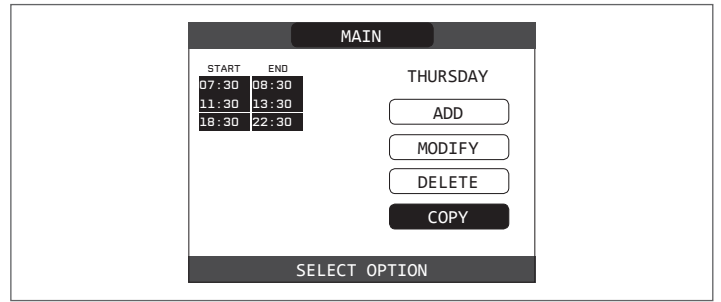 MAIN
START END
07:30 08:30
11:30 13:30
18:30 22:30
THURSDAY
ADD
MODIFY
DELETE
COPY
SELECT OPTION